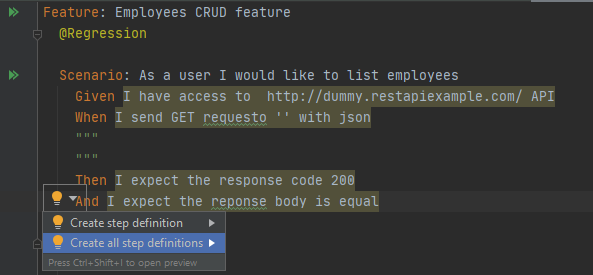 Feature: Employees CRUD feature
@Regression
Scenario: As a user I would like to list employees
Given I have access to  http://dummy.restapiexample.com/ API
When I send GET requesto '' with json
"""
"""
Then I expect the response code 200
And I expect the reponse body is equal
Create step definition
Create all step definitions
Press Ctrl+Shift+I to open preview